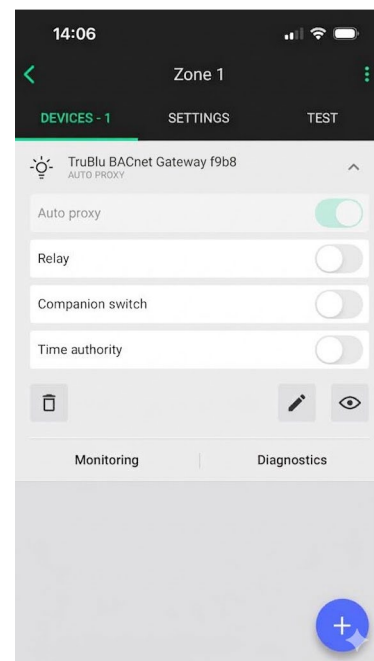 14:06
Zone 1
DEVICES - 1
SETTINGS
TEST
TruBlu BACnet Gateway f9b8
AUTO PROXY
Auto proxy
Relay
Companion switch
Time authority
Monitoring
Diagnostics